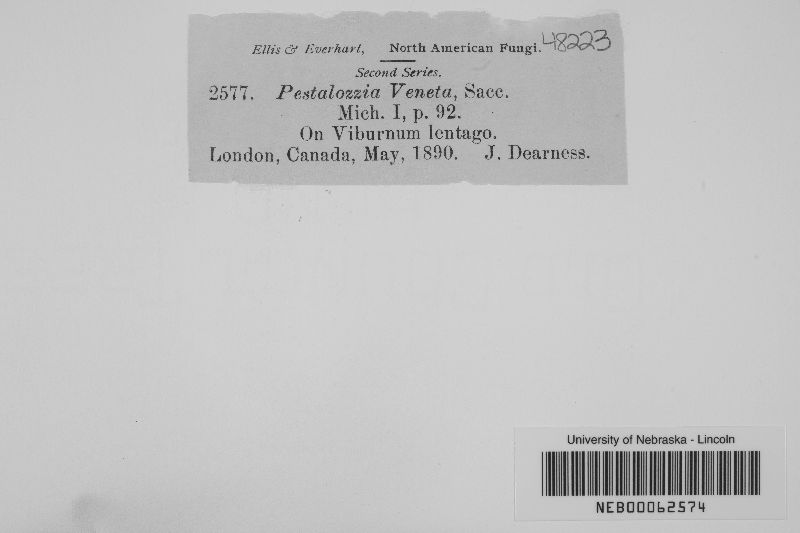 Ellis & Everhart, North American Fungi. 48223
Second Series.
2577. Pestalozzia Veneta, Sacc.
Mich. I, p. 92.
On Viburnum lentago.
London, Canada, May, 1890. J. Dearness.
University of Nebraska - Lincoln
NEB00062574